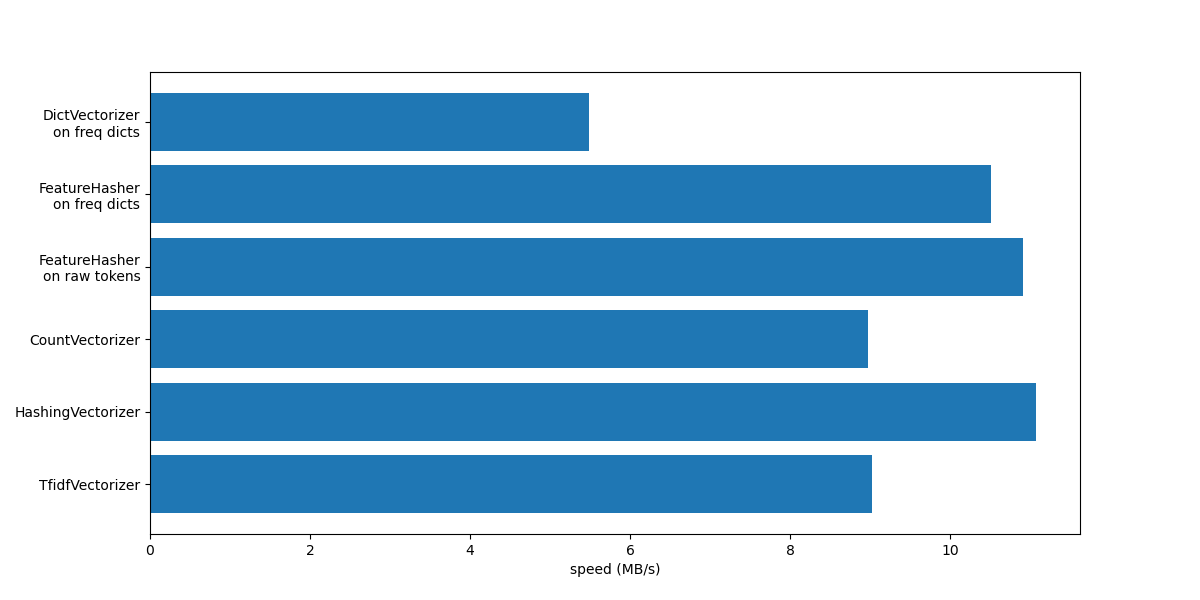 DictVectorizer
on freq dicts
FeatureHasher
on freq dicts
FeatureHasher
on raw tokens
CountVectorizer
HashingVectorizer
TfidfVectorizer
0 2 4 6 8 10
speed (MB/s)